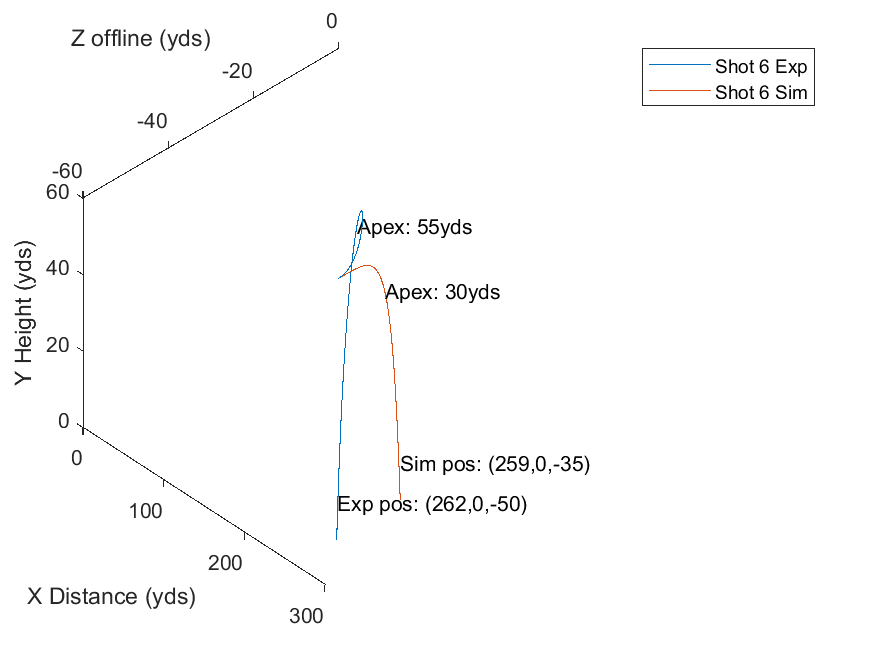 0
Z offline (yds)
-20
-40
-60
60
40
20
0
Y Height (yds)
Shot 6 Exp
Shot 6 Sim
Apex: 55yds
Apex: 30yds
Sim pos: (259,0,-35)
Exp pos: (262,0,-50)
0
100
200
300
X Distance (yds)